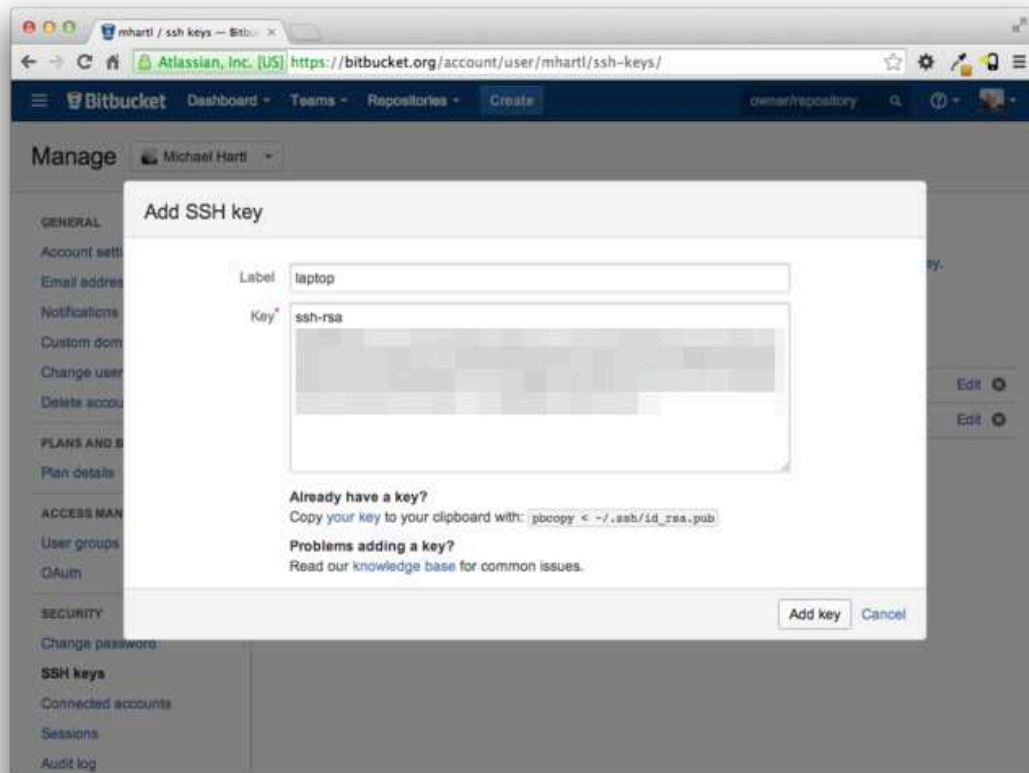 mhartl / ssh keys — Bitbu
Atlassian, Inc. [US] https://bitbucket.org/account/user/mhartl/ssh-keys/
Bitbucket Dashboard Teams Repositories Create owner/repository
Manage Michael Hartl
Add SSH key
GENERAL
Account setti
Email addres
Notifications
Custom dom
Change user
Delete accou
PLANS AND B
Plan details
ACCESS MAN
User groups
OAuth
SECURITY
Change password
SSH keys
Connected accounts
Sessions
Audit log
Label laptop
Key* ssh-rsa
Already have a key?
Copy your key to your clipboard with: pbcopy < ~/.ssh/id_rsa.pub
Problems adding a key?
Read our knowledge base for common issues.
Add key Cancel
ay.
Edit
Edit